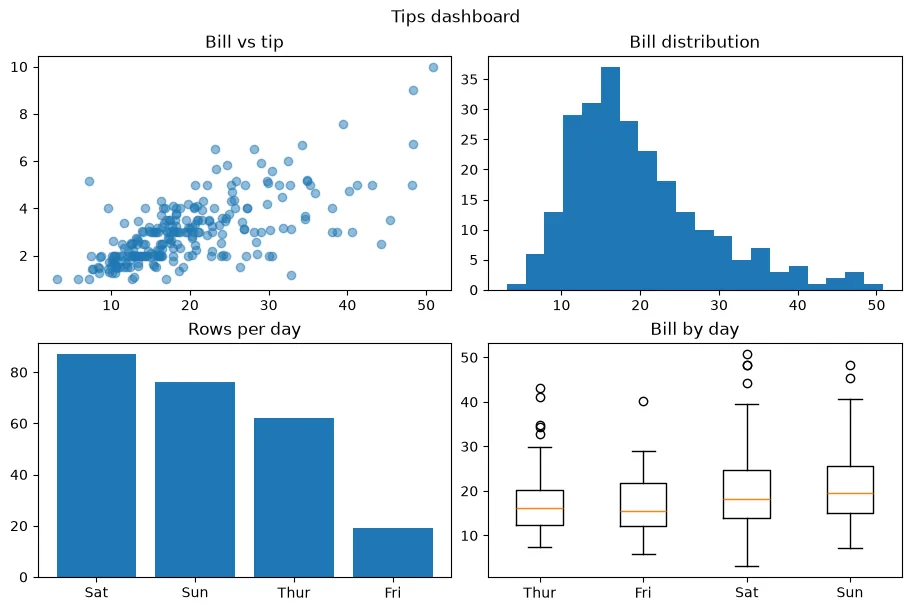 Tips dashboard
Bill vs tip
10
8
6
4
2
10 20 30 40 50
Bill distribution
35
30
25
20
15
10
5
0
10 20 30 40 50
Rows per day
80
60
40
20
0
Sat Sun Thur Fri
Bill by day
50
40
30
20
10
Thur Fri Sat Sun